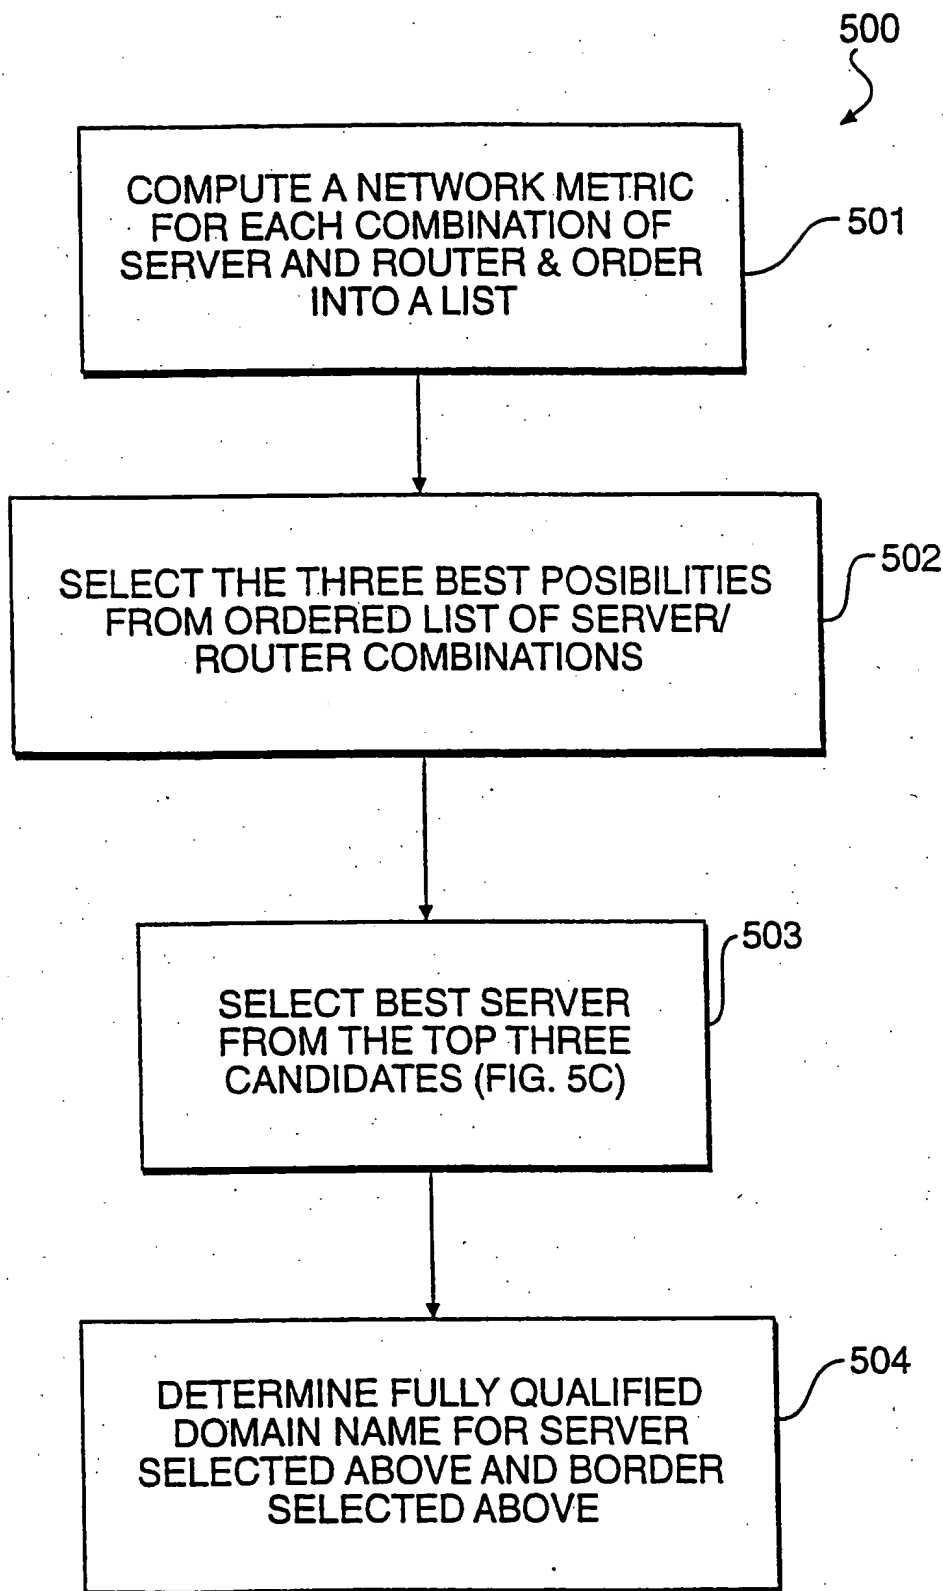 500
COMPUTE A NETWORK METRIC
FOR EACH COMBINATION OF
SERVER AND ROUTER & ORDER
INTO A LIST
501
SELECT THE THREE BEST POSIBILITIES
FROM ORDERED LIST OF SERVER/
ROUTER COMBINATIONS
502
SELECT BEST SERVER
FROM THE TOP THREE
CANDIDATES (FIG. 5C)
503
DETERMINE FULLY QUALIFIED
DOMAIN NAME FOR SERVER
SELECTED ABOVE AND BORDER
SELECTED ABOVE
504